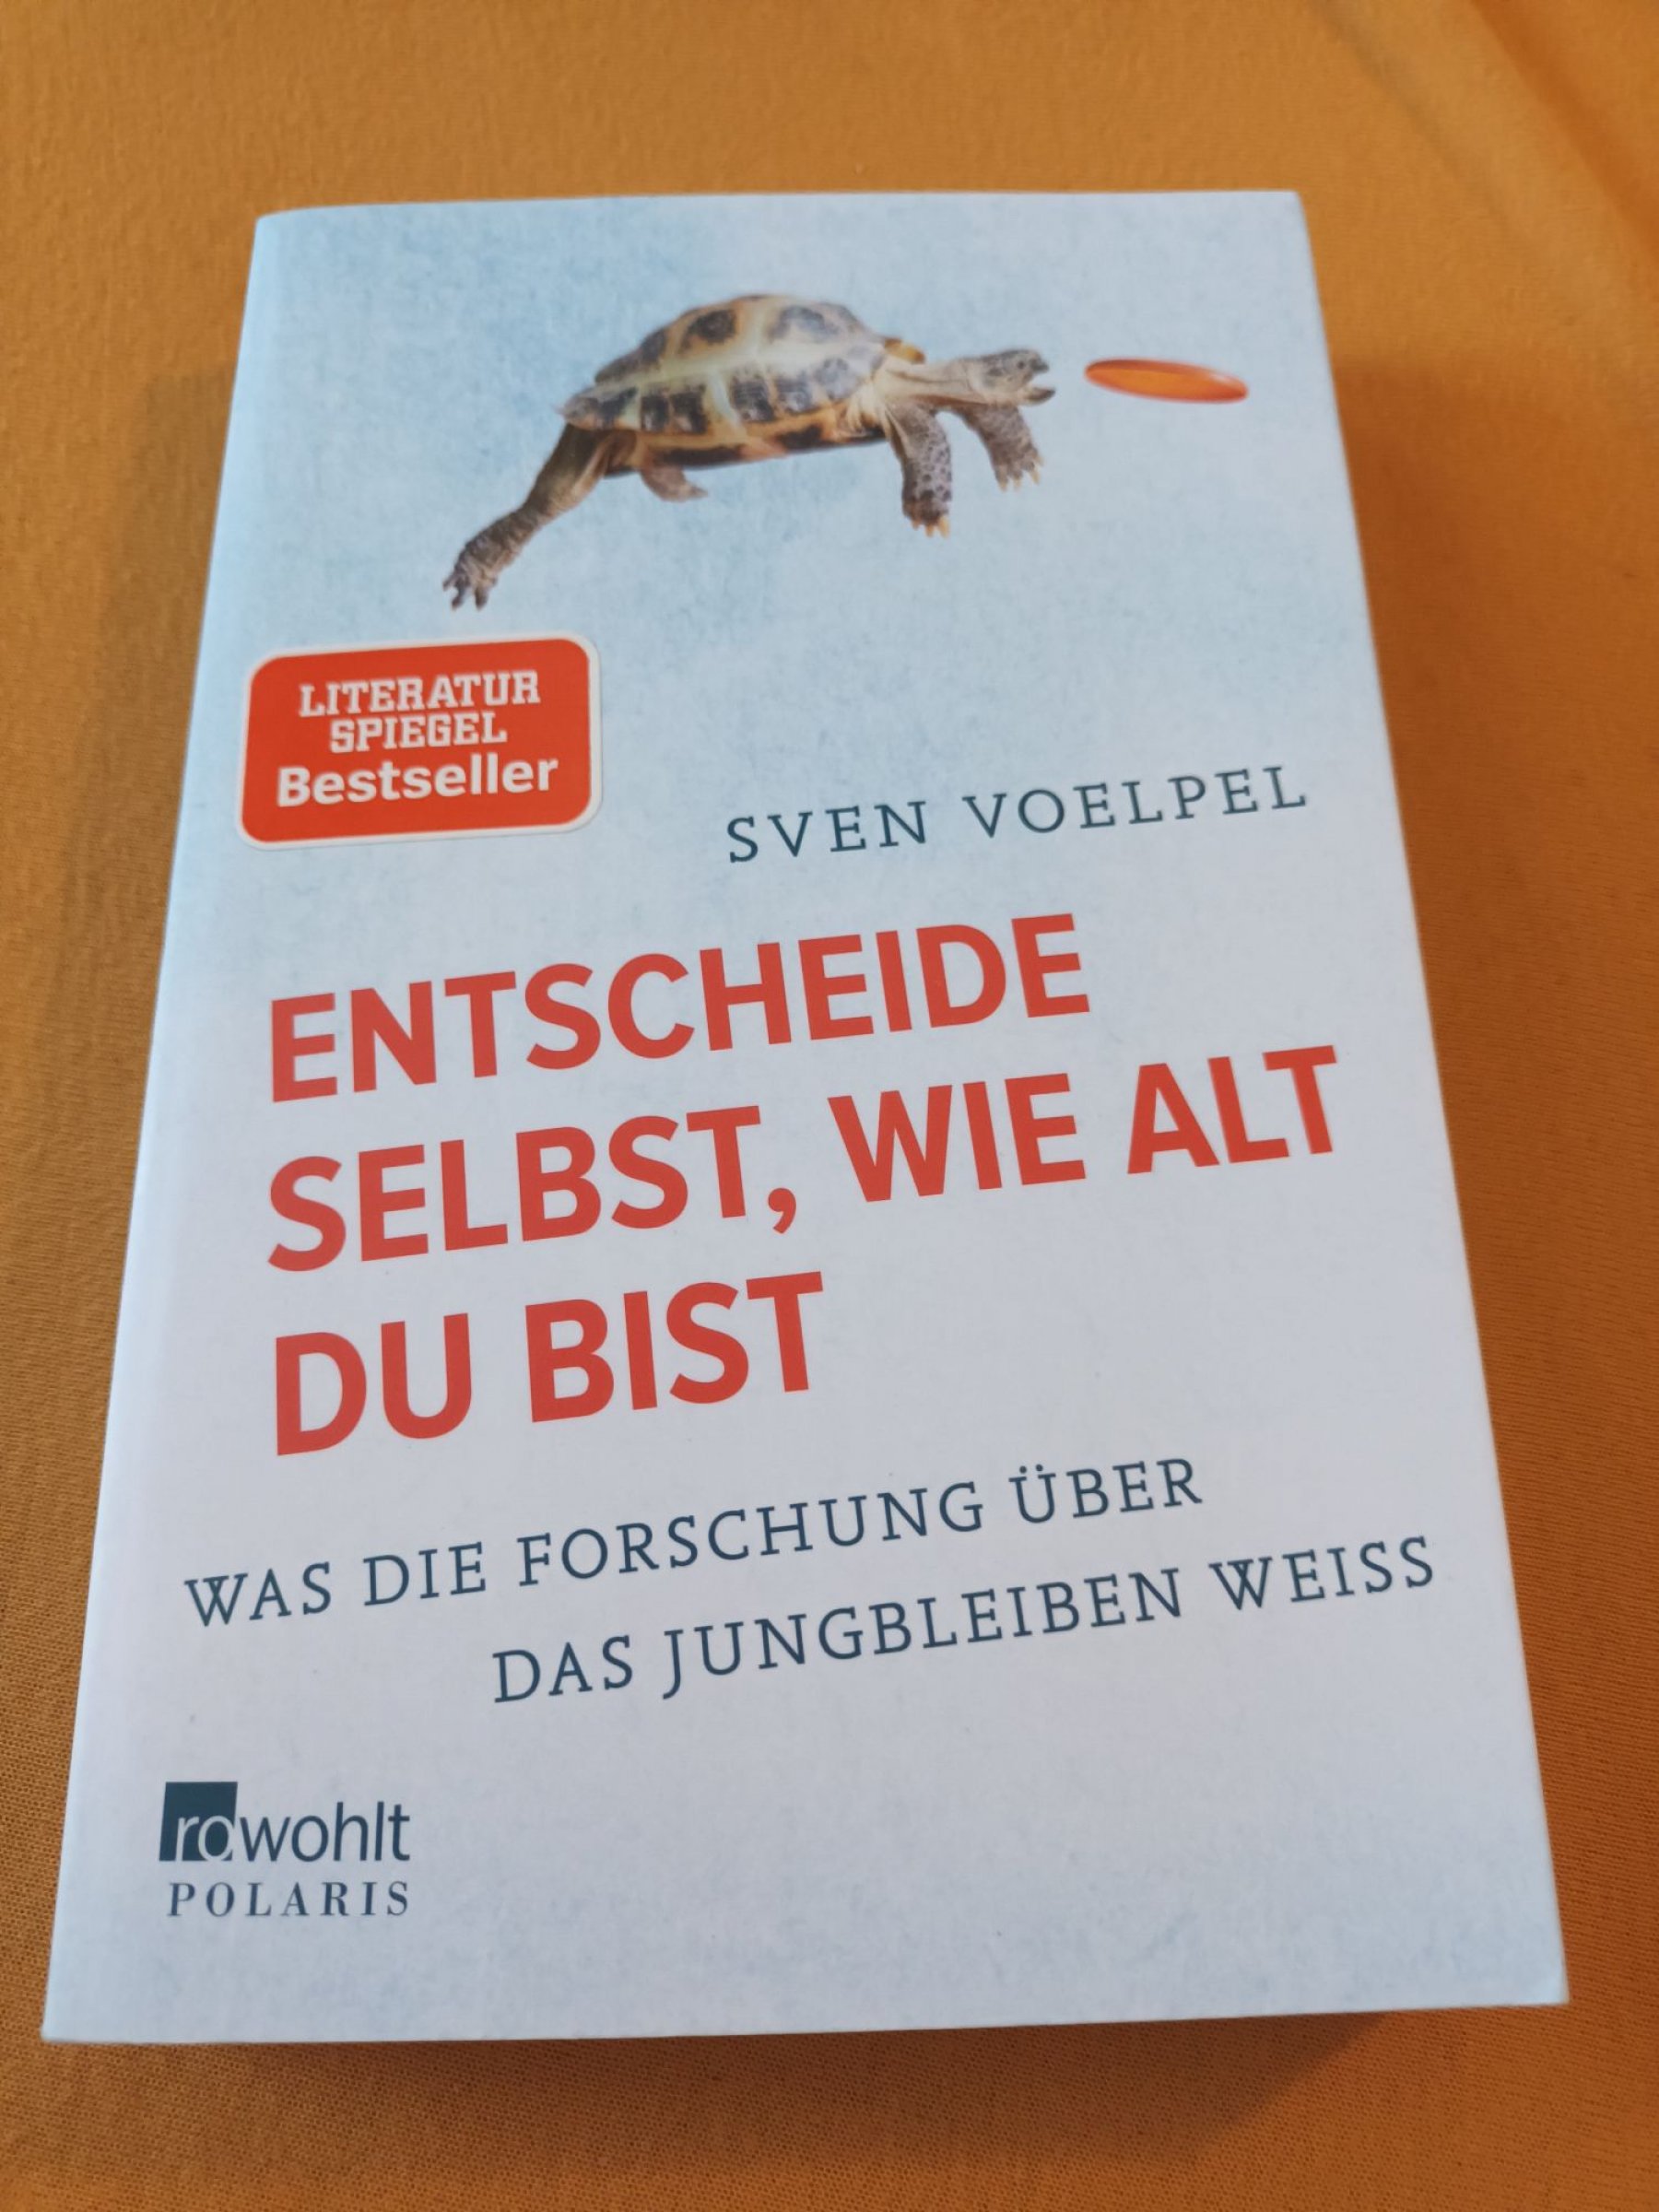 LITERATUR
SPIEGEL
Bestseller
SVEN VOELPEL
ENTSCHEIDE
SELBST, WIE ALT
DU BIST
WAS DIE FORSCHUNG ÜBER
DAS JUNGBLEIBEN WEISS
rowohlt
POLARIS